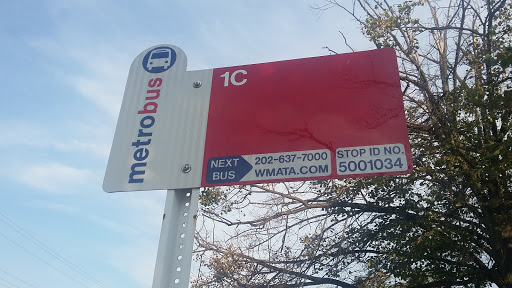 metrobus
1C
NEXT BUS
202-637-7000
WMATA.COM
STOP ID NO.
5001034